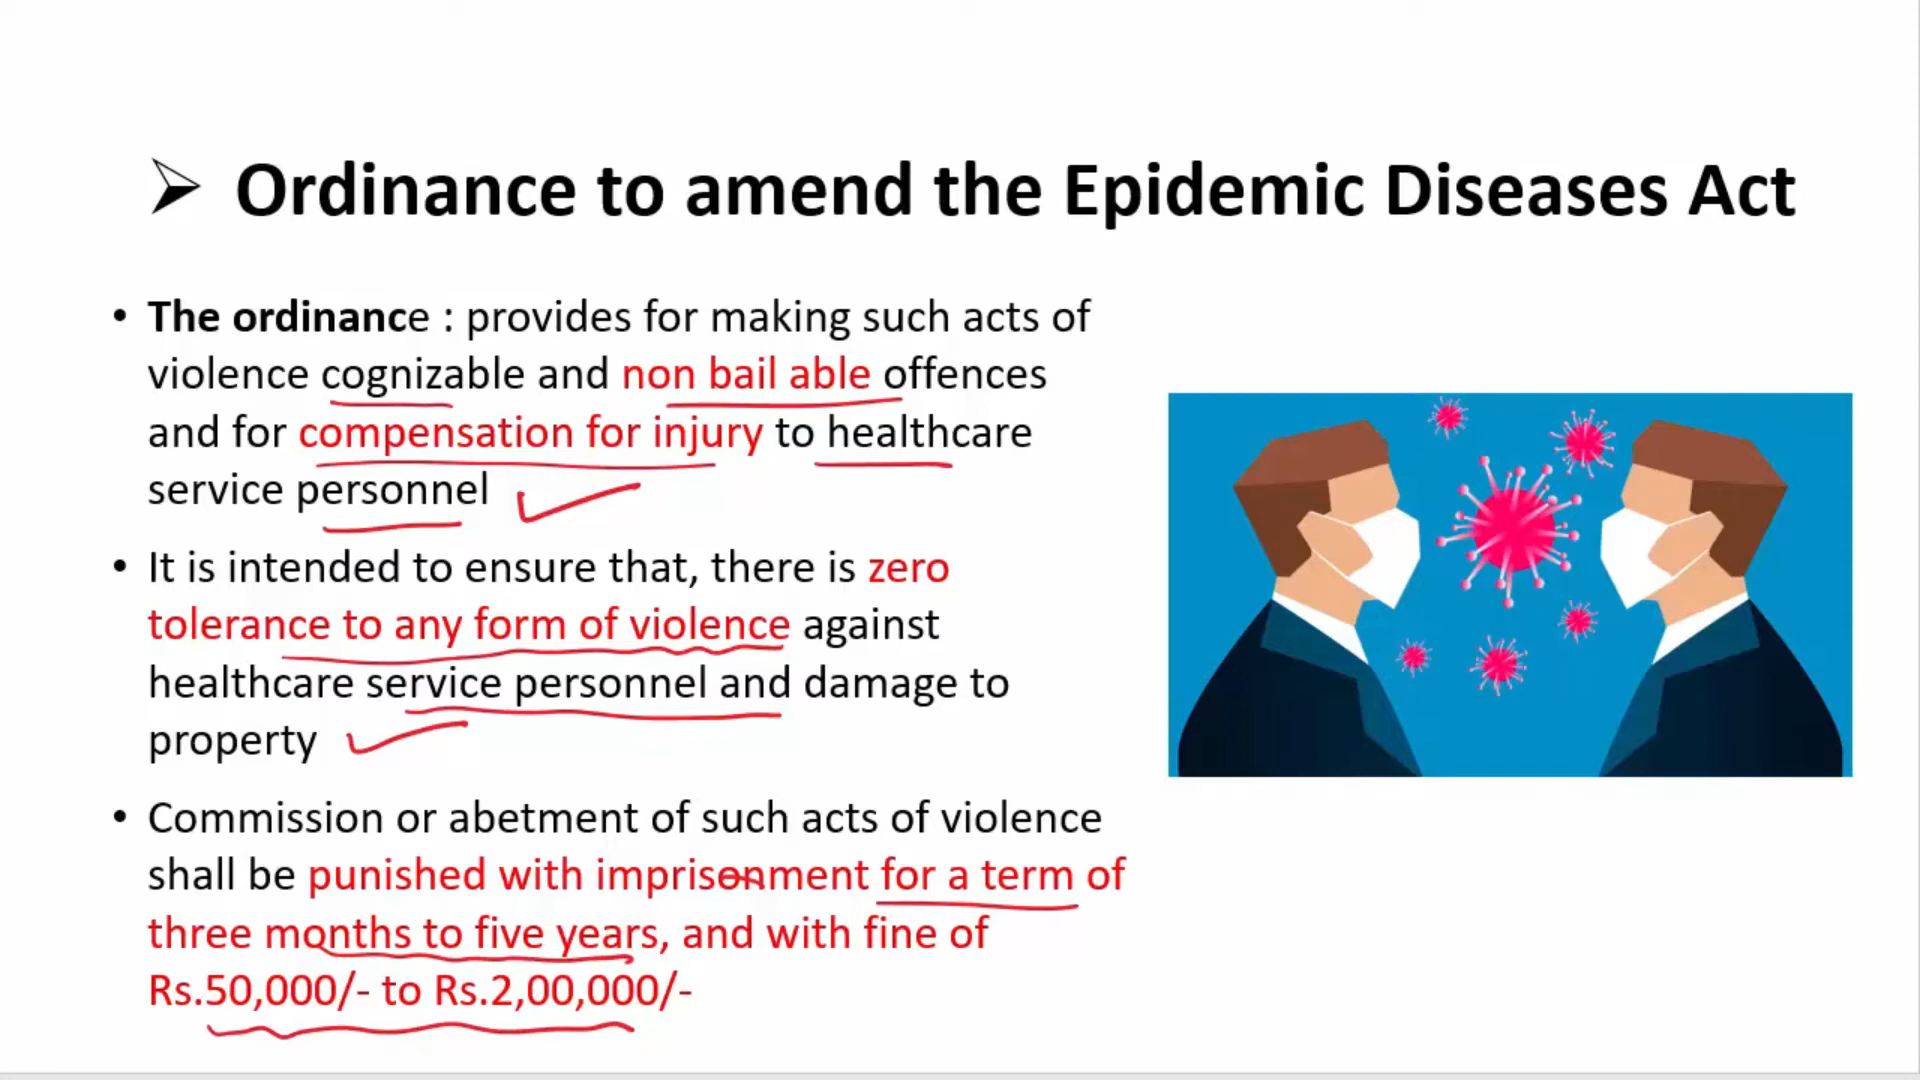 ➢ Ordinance to amend the Epidemic Diseases Act
• The ordinance : provides for making such acts of
violence cognizable and non bail able offences
and for compensation for injury to healthcare
service personnel
• It is intended to ensure that, there is zero
tolerance to any form of violence against
healthcare service personnel and damage to
property
• Commission or abetment of such acts of violence
shall be punished with imprisonment for a term of
three months to five years, and with fine of
Rs.50,000/- to Rs.2,00,000/-